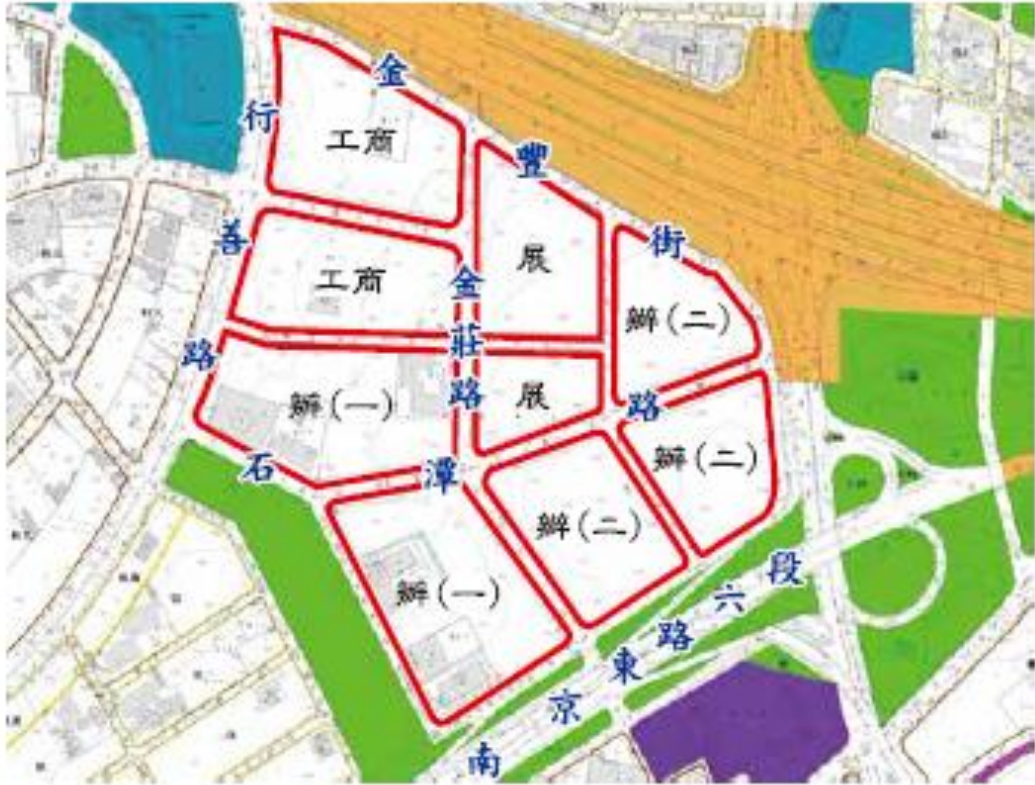 金豐街
行善路
工商
工商
展
辦(二)
金莊路
辦(一)
展
石潭路
辦(二)
辦(二)
辦(一)
南京東路六段